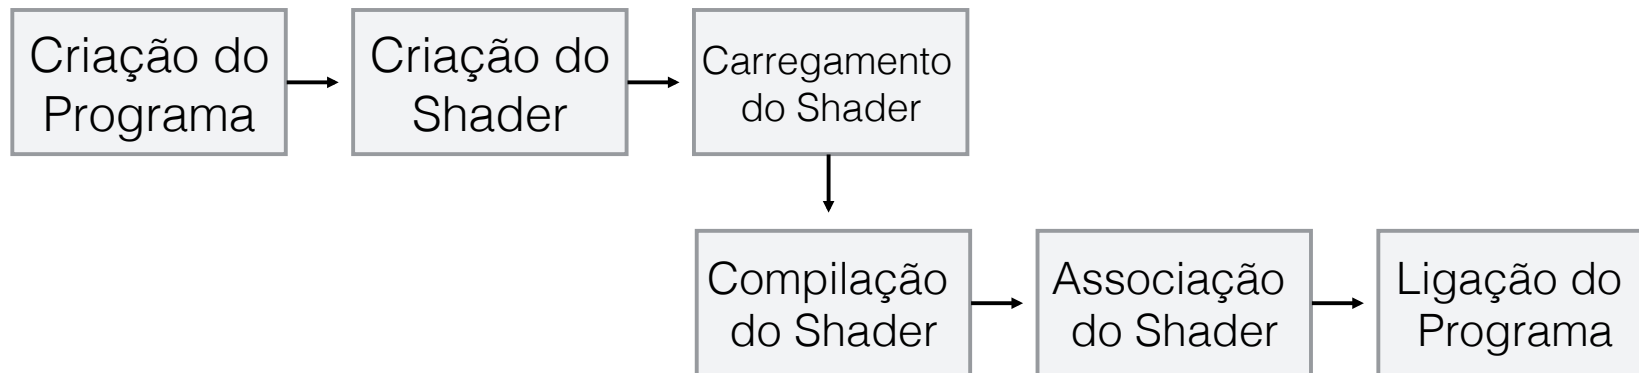 Criação do
Programa
Criação do
Shader
Carregamento
do Shader
Compilação
do Shader
Associação
do Shader
Ligação do
Programa